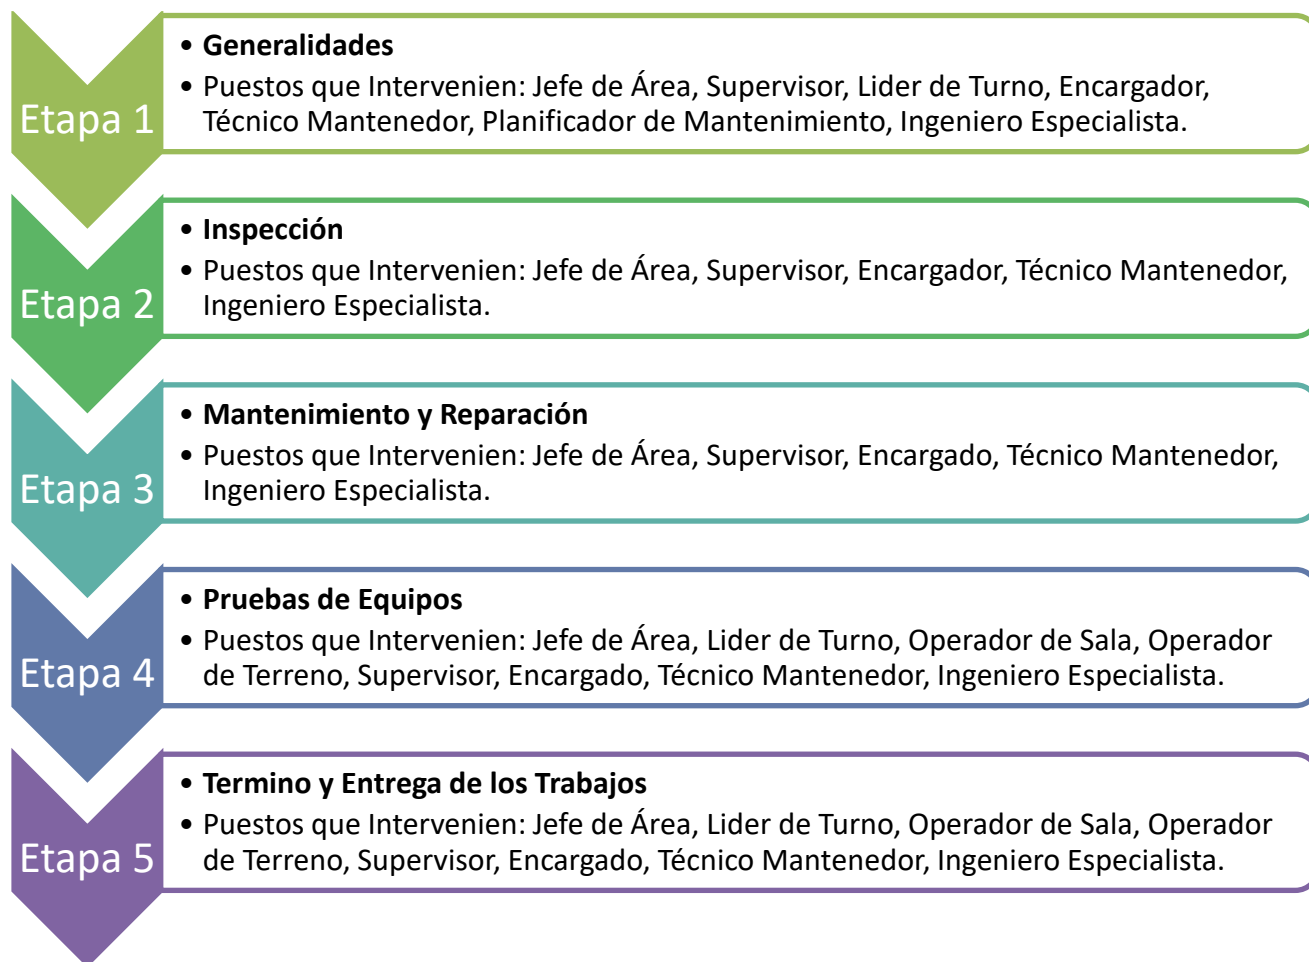 Etapa 1
• Generalidades
• Puestos que Intervenien: Jefe de Área, Supervisor, Lider de Turno, Encargador,
Técnico Mantenedor, Planificador de Mantenimiento, Ingeniero Especialista.
Etapa 2
• Inspección
• Puestos que Intervenien: Jefe de Área, Supervisor, Encargador, Técnico Mantenedor,
Ingeniero Especialista.
Etapa 3
• Mantenimiento y Reparación
• Puestos que Intervenien: Jefe de Área, Supervisor, Encargado, Técnico Mantenedor,
Ingeniero Especialista.
Etapa 4
• Pruebas de Equipos
• Puestos que Intervenien: Jefe de Área, Lider de Turno, Operador de Sala, Operador
de Terreno, Supervisor, Encargado, Técnico Mantenedor, Ingeniero Especialista.
Etapa 5
• Termino y Entrega de los Trabajos
• Puestos que Intervenien: Jefe de Área, Lider de Turno, Operador de Sala, Operador
de Terreno, Supervisor, Encargado, Técnico Mantenedor, Ingeniero Especialista.